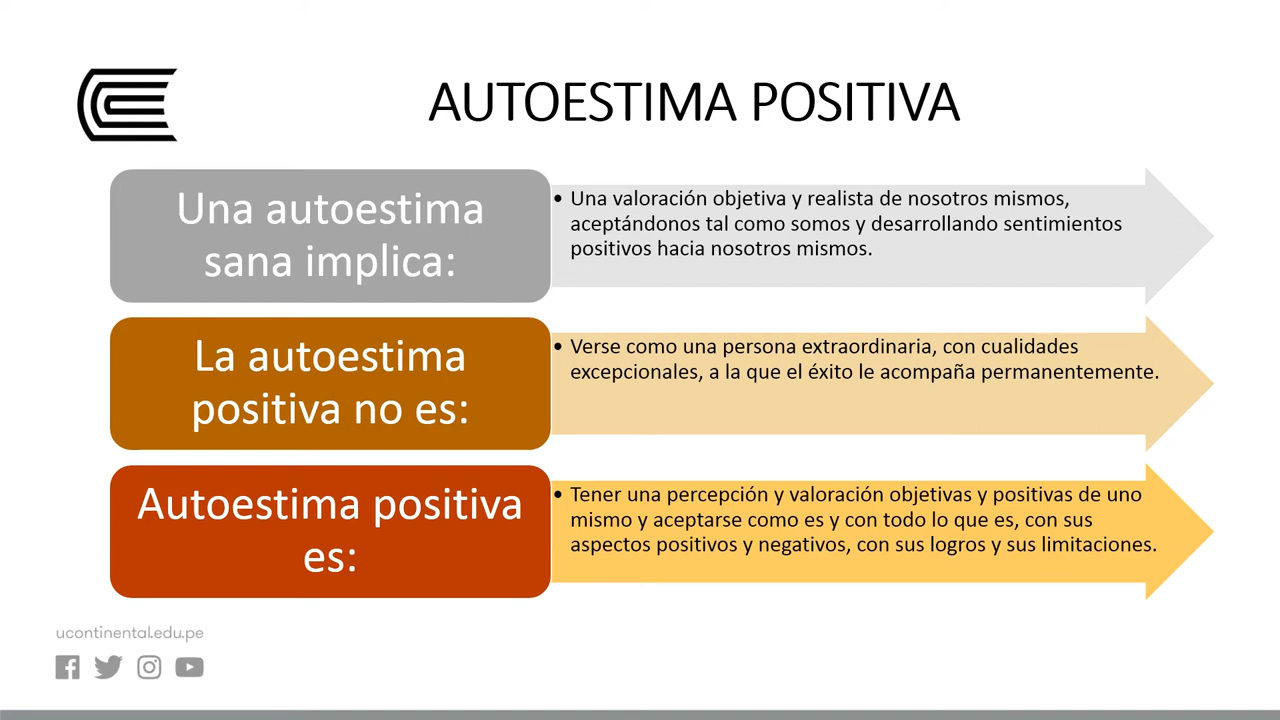 AUTOESTIMA POSITIVA
Una autoestima
sana implica:
• Una valoración objetiva y realista de nosotros mismos,
aceptándonos tal como somos y desarrollando sentimientos
positivos hacia nosotros mismos.
La autoestima
positiva no es:
• Verse como una persona extraordinaria, con cualidades
excepcionales, a la que el éxito le acompaña permanentemente.
Autoestima positiva
es:
• Tener una percepción y valoración objetivas y positivas de uno
mismo y aceptarse como es y con todo lo que es, con sus
aspectos positivos y negativos, con sus logros y sus limitaciones.
ucontinental.edu.pe